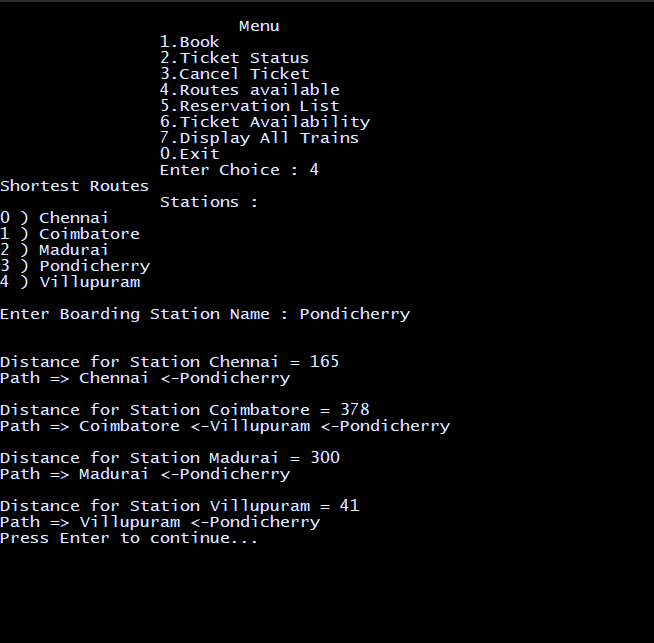 Menu
1.Book
2.Ticket Status
3.Cancel Ticket
4.Routes available
5.Reservation List
6.Ticket Availability
7.Display All Trains
0.Exit
Enter Choice : 4
Shortest Routes
Stations :
0 ) Chennai
1 ) Coimbatore
2 ) Madurai
3 ) Pondicherry
4 ) Villupuram
Enter Boarding Station Name : Pondicherry
Distance for Station Chennai = 165
Path => Chennai <-Pondicherry
Distance for Station Coimbatore = 378
Path => Coimbatore <-Villupuram <-Pondicherry
Distance for Station Madurai = 300
Path => Madurai <-Pondicherry
Distance for Station Villupuram = 41
Path => Villupuram <-Pondicherry
Press Enter to continue...